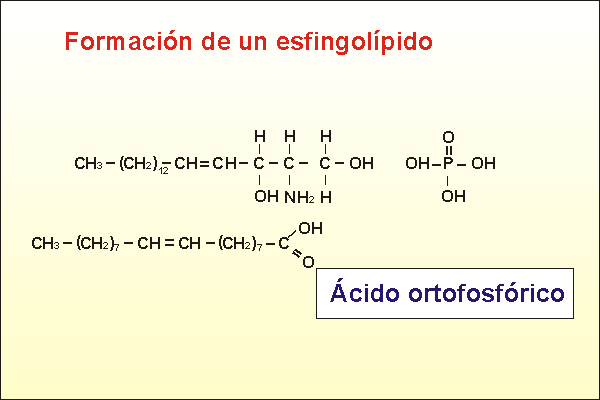 Formación de un esfingolípido
H H H O
CH3 – (CH2)12 – CH = CH – C – C – C – OH OH – P – OH
OH NH2 H OH
OH
CH3 – (CH2)7 – CH = CH – (CH2)7 – C
O
Ácido ortofosfórico